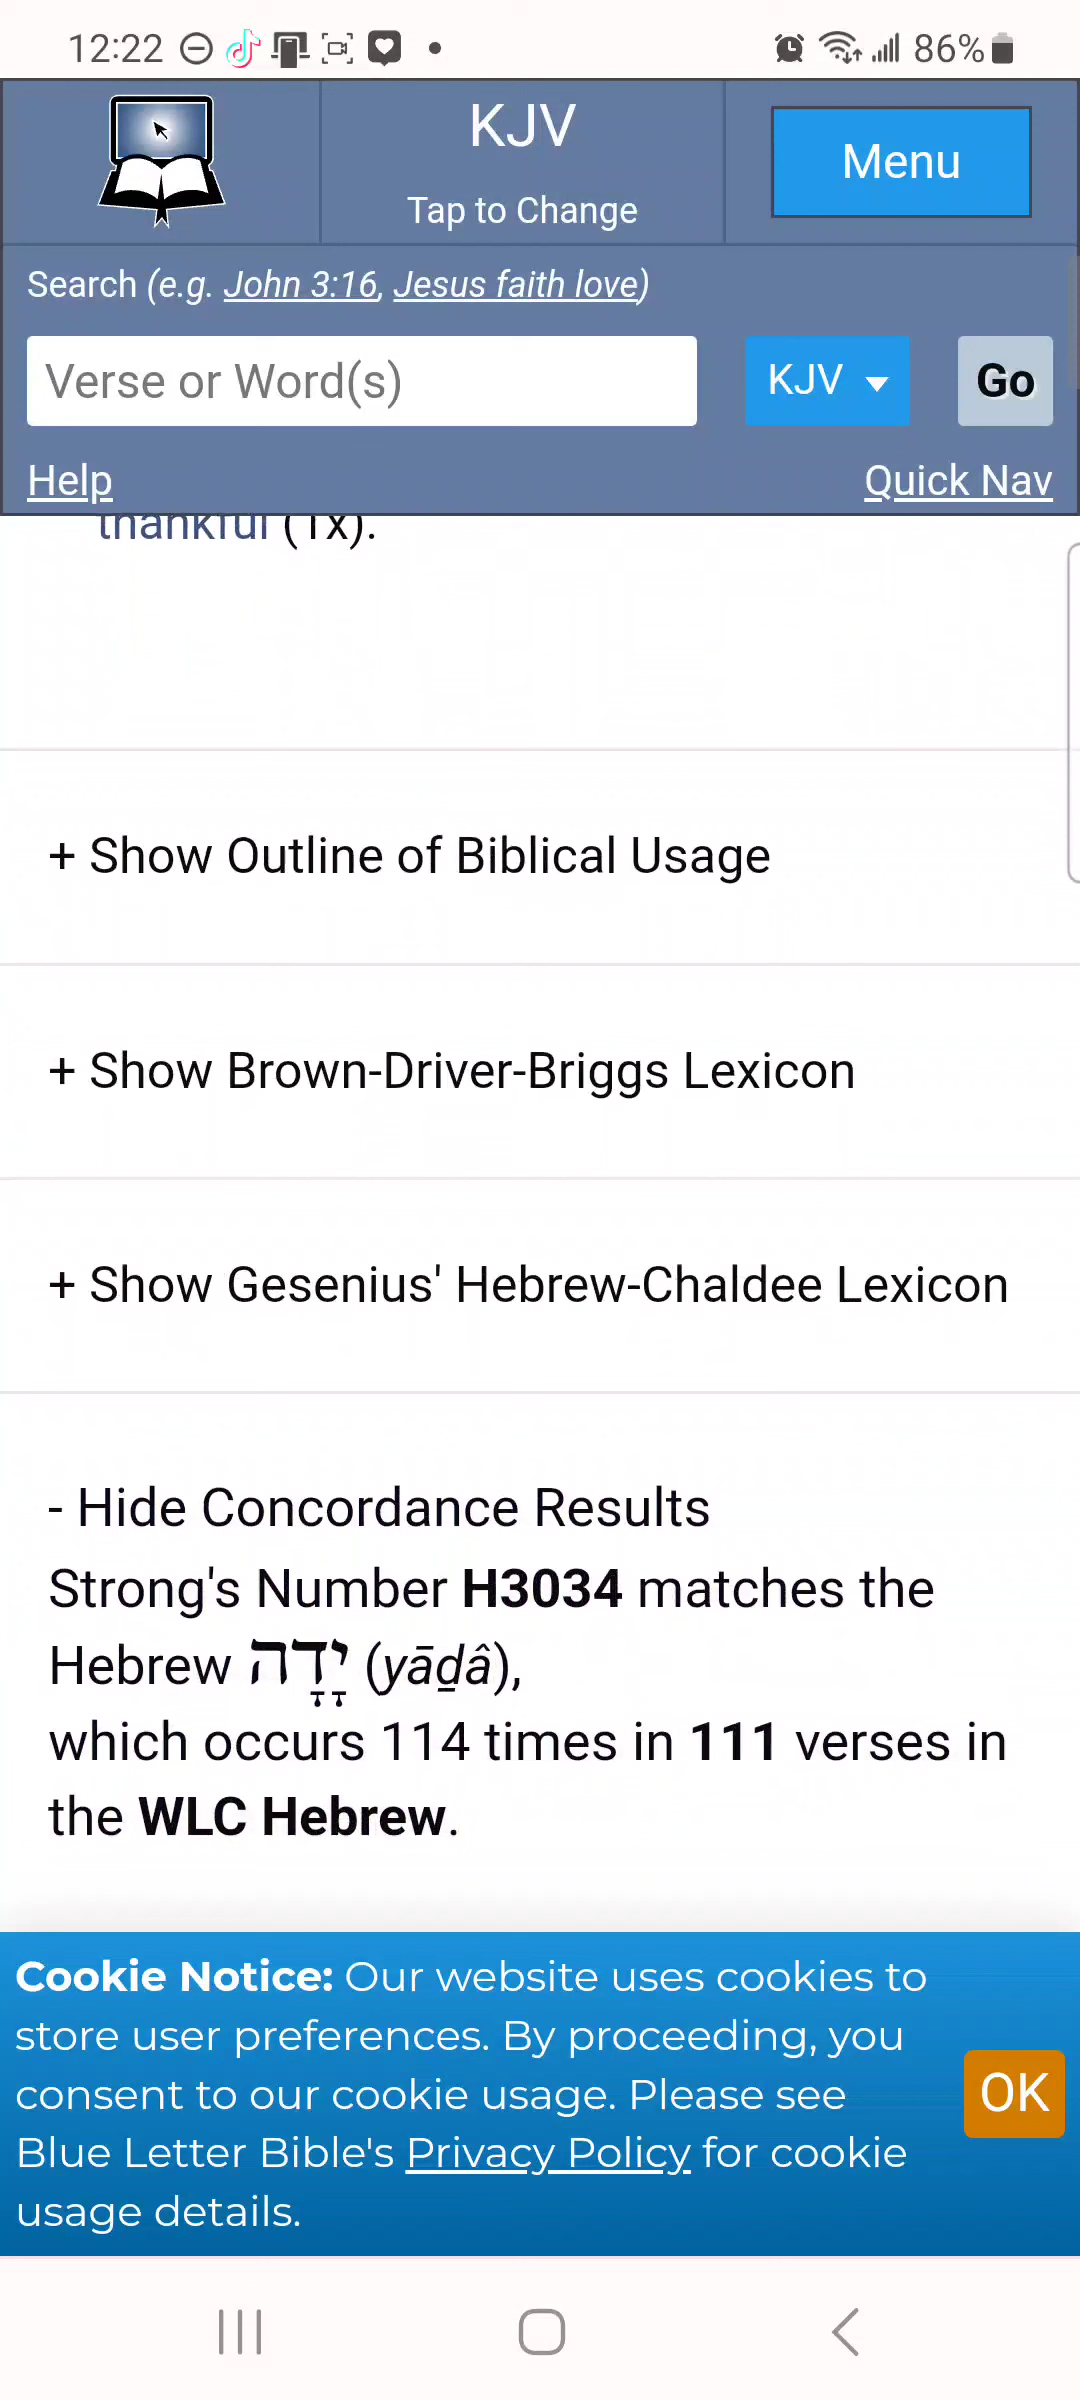 12:22 86%
KJV
Tap to Change
Menu
Search (e.g. John 3:16, Jesus faith love)
Verse or Word(s)
KJV
Go
Help
Quick Nav
thankful (1x).
+ Show Outline of Biblical Usage
+ Show Brown-Driver-Briggs Lexicon
+ Show Gesenius' Hebrew-Chaldee Lexicon
- Hide Concordance Results
Strong's Number H3034 matches the
Hebrew יָדָה (yāḏâ),
which occurs 114 times in 111 verses in
the WLC Hebrew.
Cookie Notice: Our website uses cookies to
store user preferences. By proceeding, you
consent to our cookie usage. Please see
Blue Letter Bible's Privacy Policy for cookie
usage details.
OK